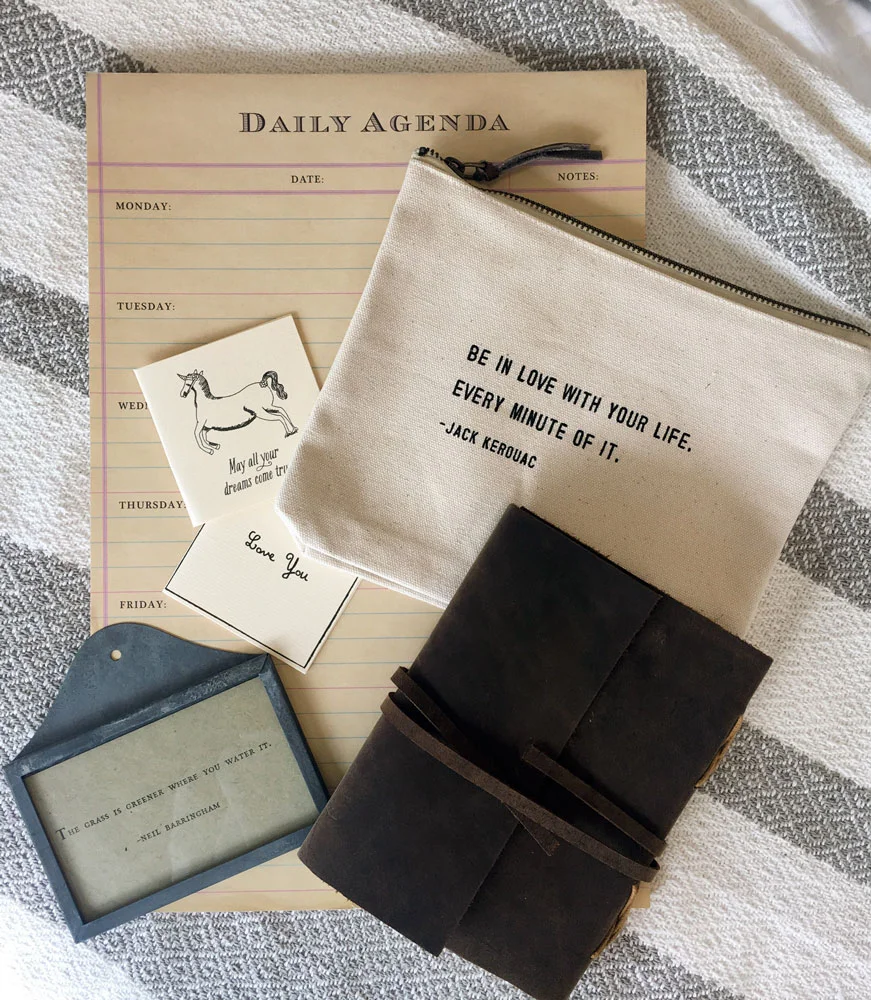 DAILY AGENDA
DATE:
NOTES:
MONDAY:
TUESDAY:
THURSDAY:
FRIDAY:
May all your
dreams come
Love You
BE IN LOVE WITH YOUR LIFE.
EVERY MINUTE OF IT.
-JACK KEROUAC
THE GRASS IS GREENER WHERE YOU WATER IT.
-NEIL BARRINGHAM